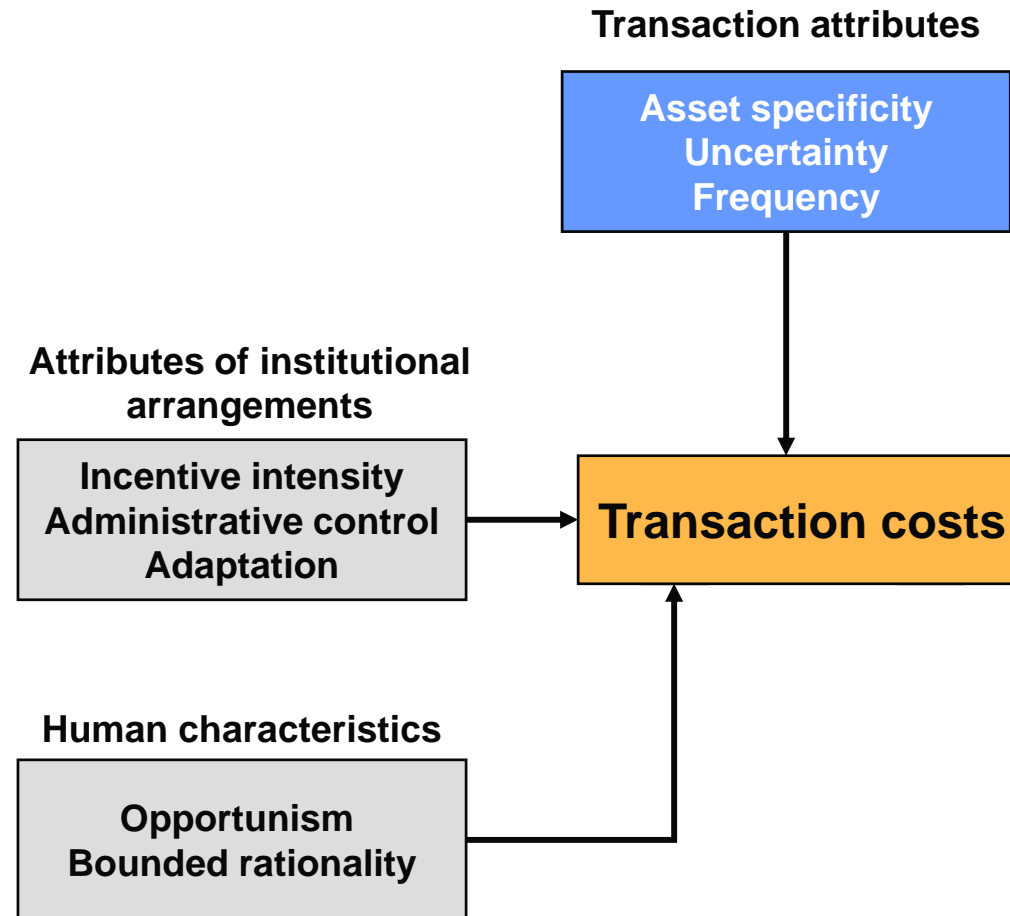 Transaction attributes
Asset specificity
Uncertainty
Frequency
Attributes of institutional
arrangements
Incentive intensity
Administrative control
Adaptation
Transaction costs
Human characteristics
Opportunism
Bounded rationality